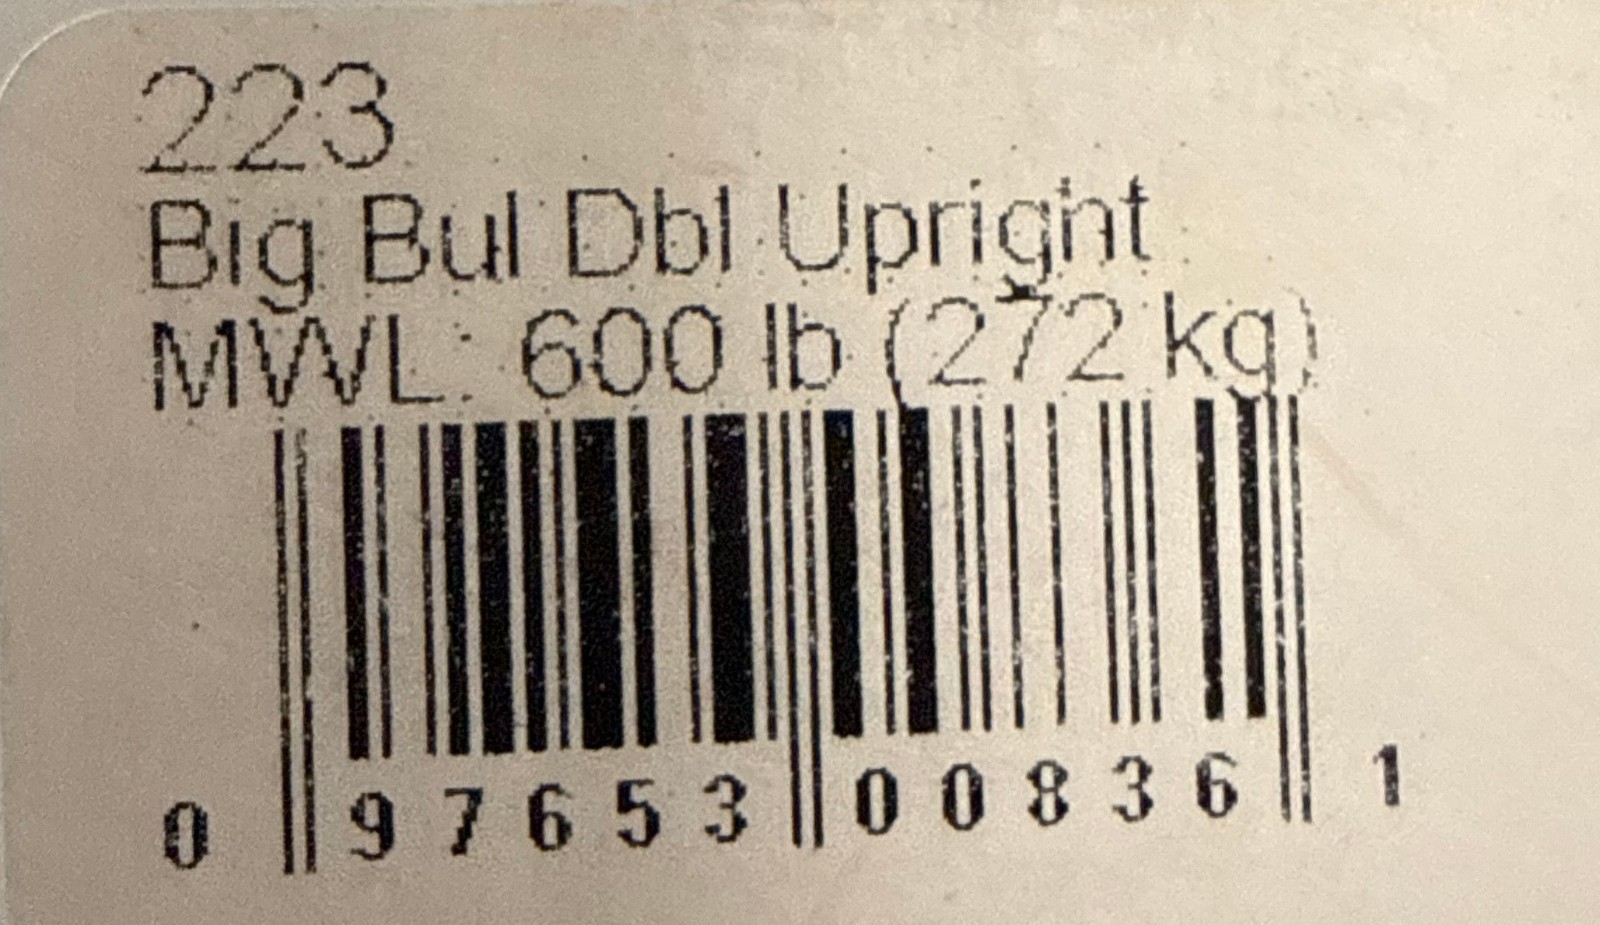 223
Big Bul Dbl Upright
MWL: 600 lb (272 kg)
0 97653 00836 1